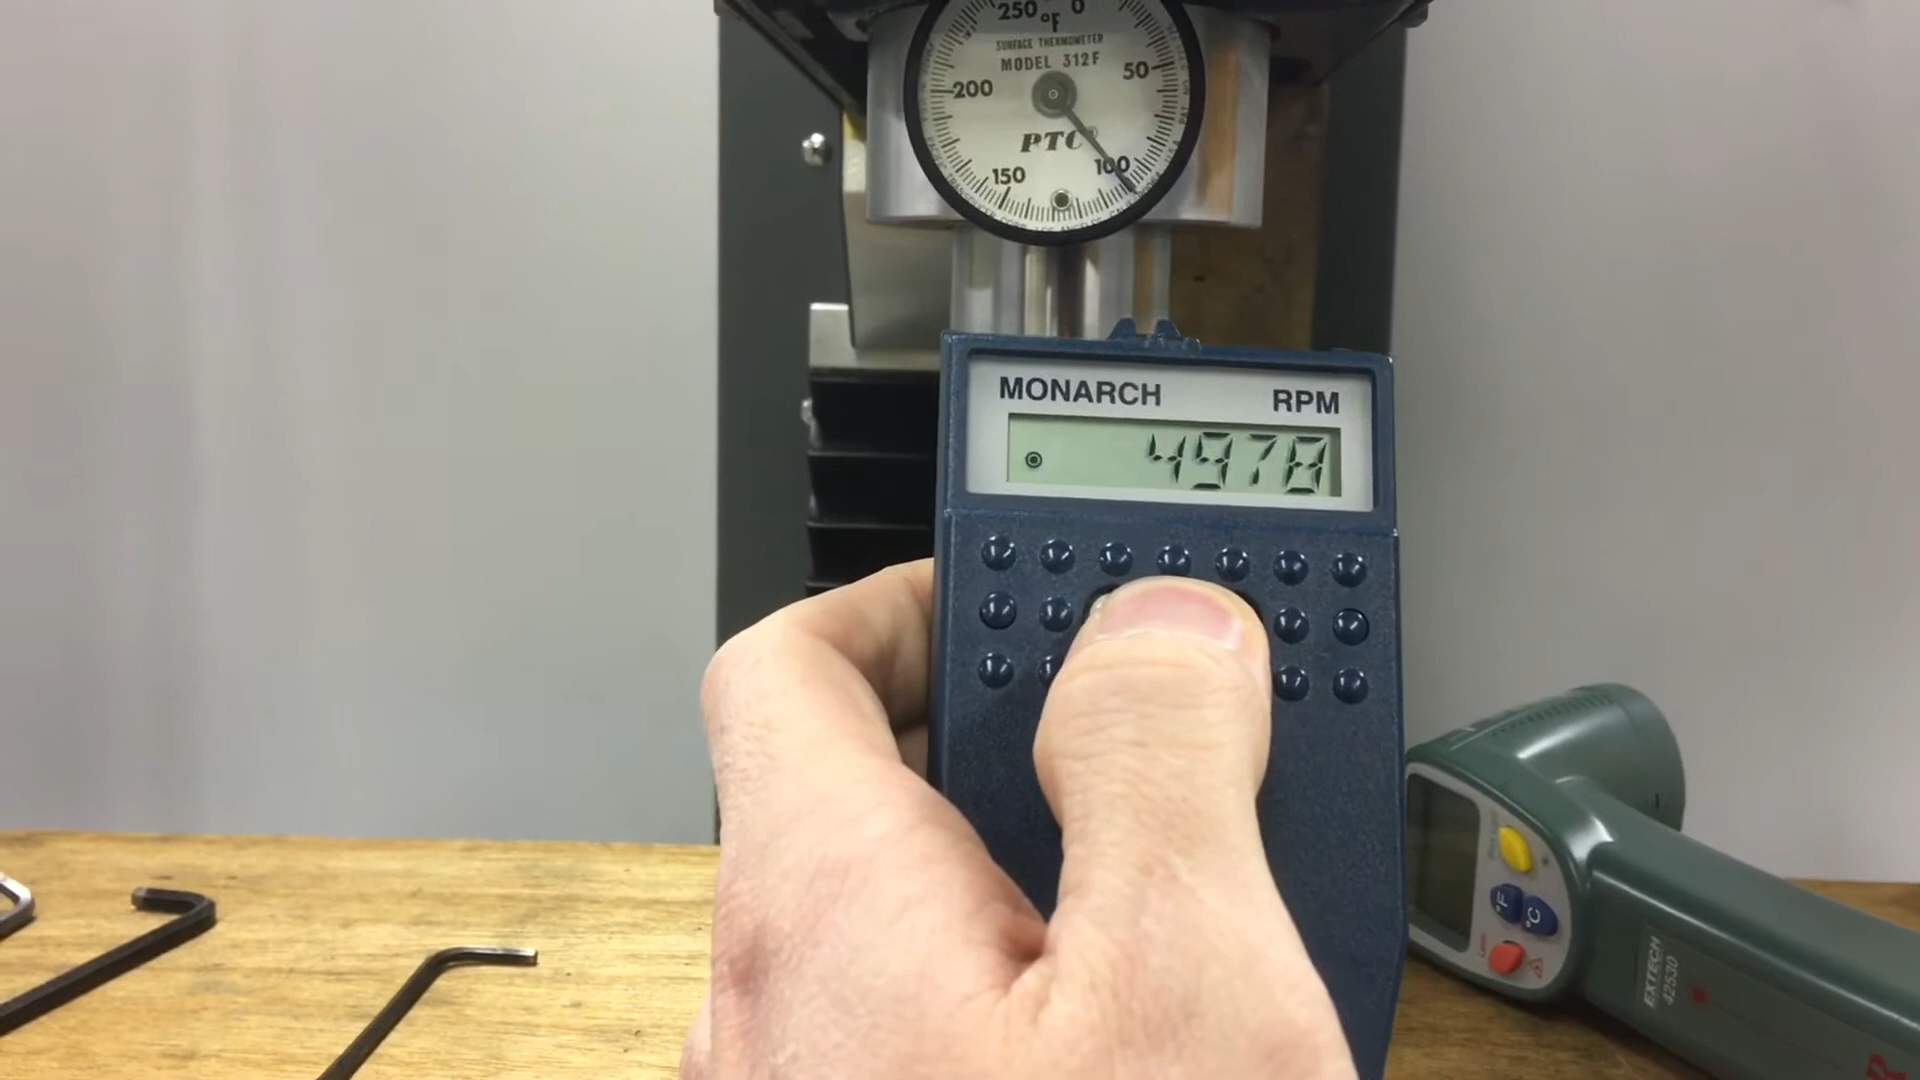 250 °F 0
SURFACE THERMOMETER
MODEL 312F
200
50
PTC®
150
100
MONARCH
RPM
4978
°F
°C
EXTECH
42530